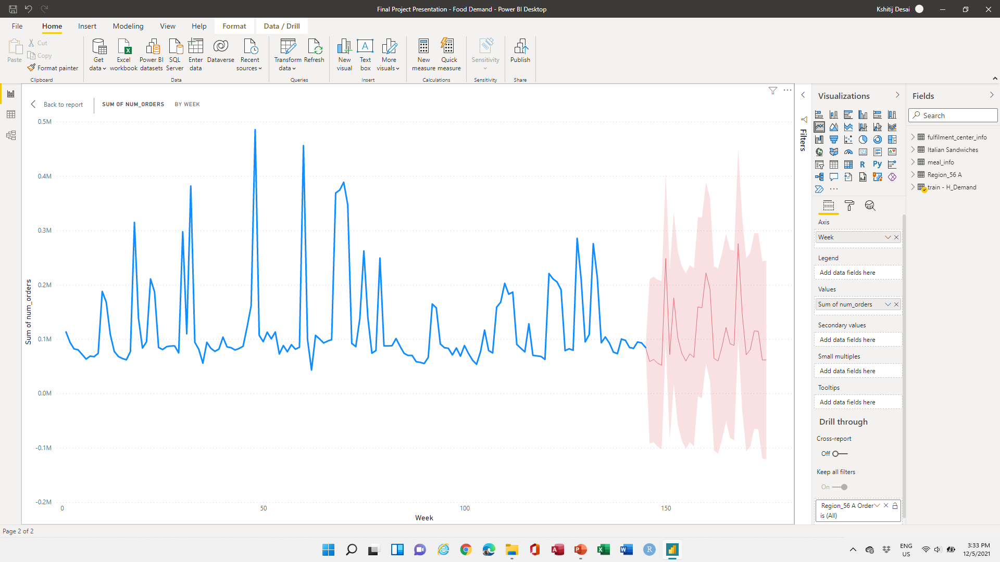 Final Project Presentation - Food Demand - Power BI Desktop
Kshitij Desai
File Home Insert Modeling View Help Format Data / Drill
Paste
Cut
Copy
Format painter
Clipboard
Get data
Excel workbook
Power BI datasets
SQL Server
Enter data
Dataverse
Recent sources
Data
Transform data
Refresh
Queries
New visual
A
Text box
More visuals
Insert
New measure
Quick measure
Calculations
Sensitivity
Sensitivity
Publish
Share
Back to report
SUM OF NUM_ORDERS BY WEEK
0.5M
0.4M
0.3M
0.2M
0.1M
0.0M
-0.1M
-0.2M
Sum of num_orders
0 50 100 150
Week
Filters
Visualizations
123
R Py
Axis
Week
Legend
Add data fields here
Values
Sum of num_orders
Secondary values
Add data fields here
Small multiples
Add data fields here
Tooltips
Add data fields here
Drill through
Cross-report
Off
Keep all filters
On
Region_56 A Order
is (All)
Fields
Search
fulfilment_center_info
Italian Sandwiches
meal_info
Region_56 A
train - H_Demand
Page 2 of 2
ENG
US
3:33 PM
12/5/2021